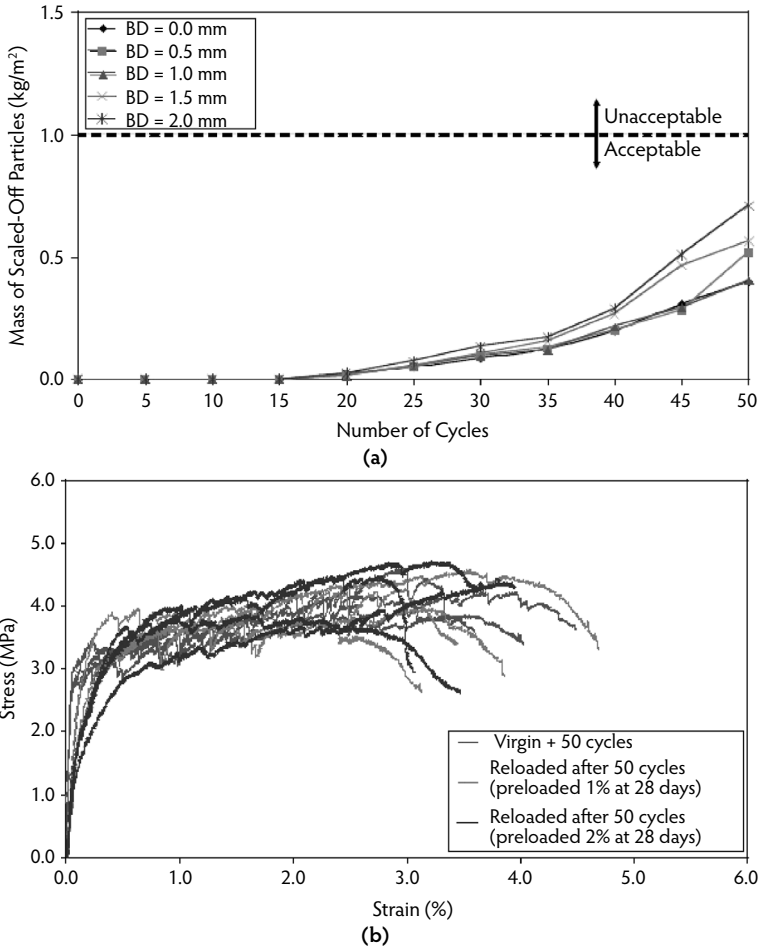 1.5
BD = 0.0 mm
BD = 0.5 mm
BD = 1.0 mm
BD = 1.5 mm
BD = 2.0 mm
Mass of Scaled-Off Particles (kg/m²)
1.0
Unacceptable
Acceptable
0.5
0.0
0 5 10 15 20 25 30 35 40 45 50
Number of Cycles
(a)
6.0
5.0
4.0
3.0
2.0
1.0
0.0
Stress (MPa)
Virgin + 50 cycles
Reloaded after 50 cycles
(preloaded 1% at 28 days)
Reloaded after 50 cycles
(preloaded 2% at 28 days)
0.0 1.0 2.0 3.0 4.0 5.0 6.0
Strain (%)
(b)